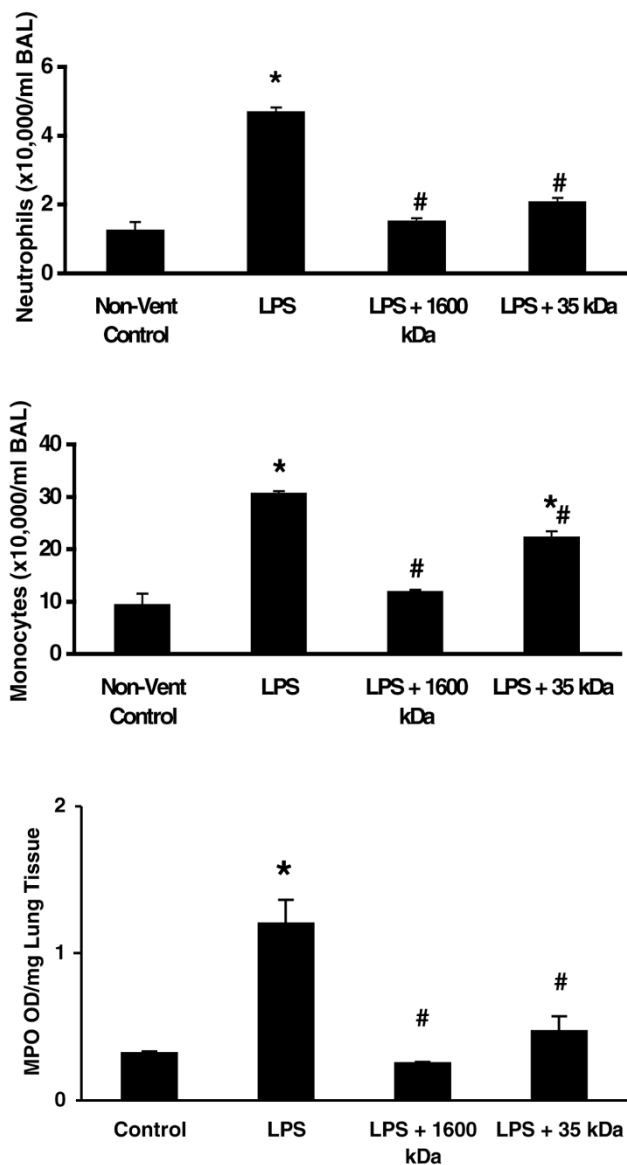 Neutrophils (x10,000/ml BAL)
6
4
2
0
*
#
#
Non-Vent
Control
LPS
LPS + 1600
kDa
LPS + 35 kDa
Monocytes (x10,000/ml BAL)
40
30
20
10
0
*
#
*#
Non-Vent
Control
LPS
LPS + 1600
kDa
LPS + 35 kDa
MPO OD/mg Lung Tissue
2
1
0
*
#
#
Control
LPS
LPS + 1600
kDa
LPS + 35 kDa